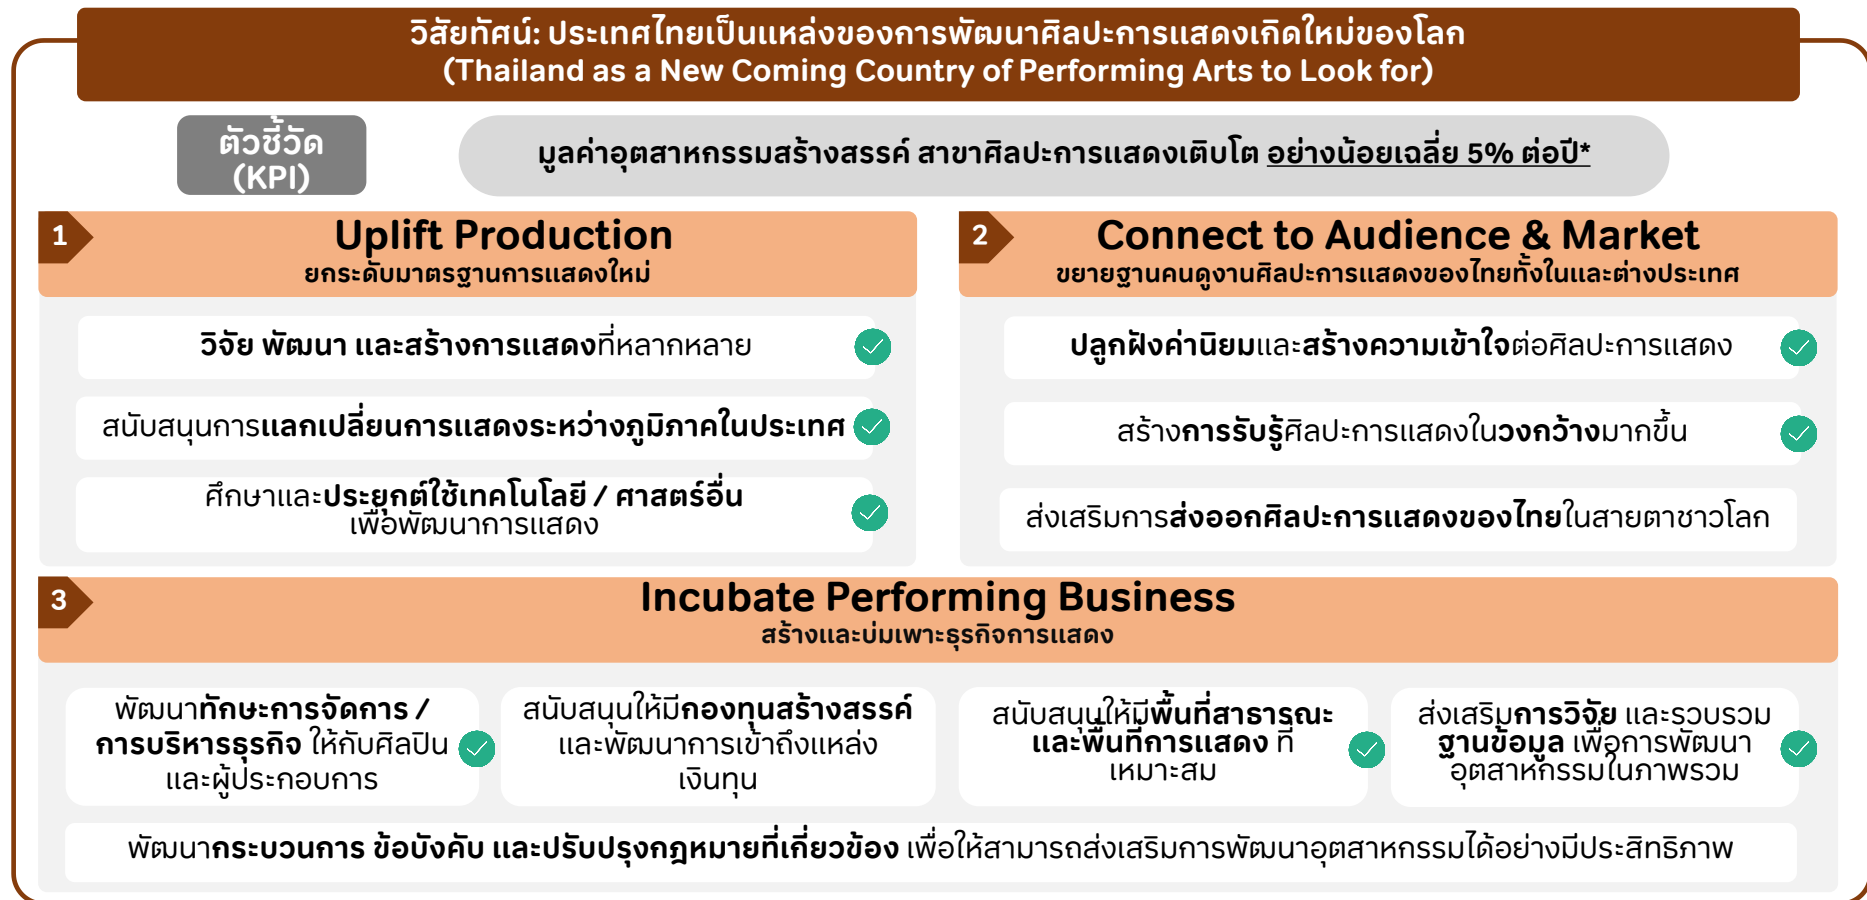 วิสัยทัศน์: ประเทศไทยเป็นแหล่งของการพัฒนาศิลปะการแสดงเกิดใหม่ของโลก
(Thailand as a New Coming Country of Performing Arts to Look for)
ตัวชี้วัด
(KPI)
มูลค่าอุตสาหกรรมสร้างสรรค์ สาขาศิลปะการแสดงเติบโต อย่างน้อยเฉลี่ย 5% ต่อปี*
1
Uplift Production
ยกระดับมาตรฐานการแสดงใหม่
วิจัย พัฒนา และสร้างการแสดงที่หลากหลาย
สนับสนุนการแลกเปลี่ยนการแสดงระหว่างภูมิภาคในประเทศ
ศึกษาและประยุกต์ใช้เทคโนโลยี / ศาสตร์อื่น
เพื่อพัฒนาการแสดง
2
Connect to Audience & Market
ขยายฐานคนดูงานศิลปะการแสดงของไทยทั้งในและต่างประเทศ
ปลูกฝังค่านิยมและสร้างความเข้าใจต่อศิลปะการแสดง
สร้างการรับรู้ศิลปะการแสดงในวงกว้างมากขึ้น
ส่งเสริมการส่งออกศิลปะการแสดงของไทยในสายตาชาวโลก
3
Incubate Performing Business
สร้างและบ่มเพาะธุรกิจการแสดง
พัฒนาทักษะการจัดการ /
การบริหารธุรกิจ ให้กับศิลปิน
และผู้ประกอบการ
สนับสนุนให้มีกองทุนสร้างสรรค์
และพัฒนาการเข้าถึงแหล่ง
เงินทุน
สนับสนุนให้มีพื้นที่สาธารณะ
และพื้นที่การแสดง ที่
เหมาะสม
ส่งเสริมการวิจัย และรวบรวม
ฐานข้อมูล เพื่อการพัฒนา
อุตสาหกรรมในภาพรวม
พัฒนากระบวนการ ข้อบังคับ และปรับปรุงกฎหมายที่เกี่ยวข้อง เพื่อให้สามารถส่งเสริมการพัฒนาอุตสาหกรรมได้อย่างมีประสิทธิภาพ